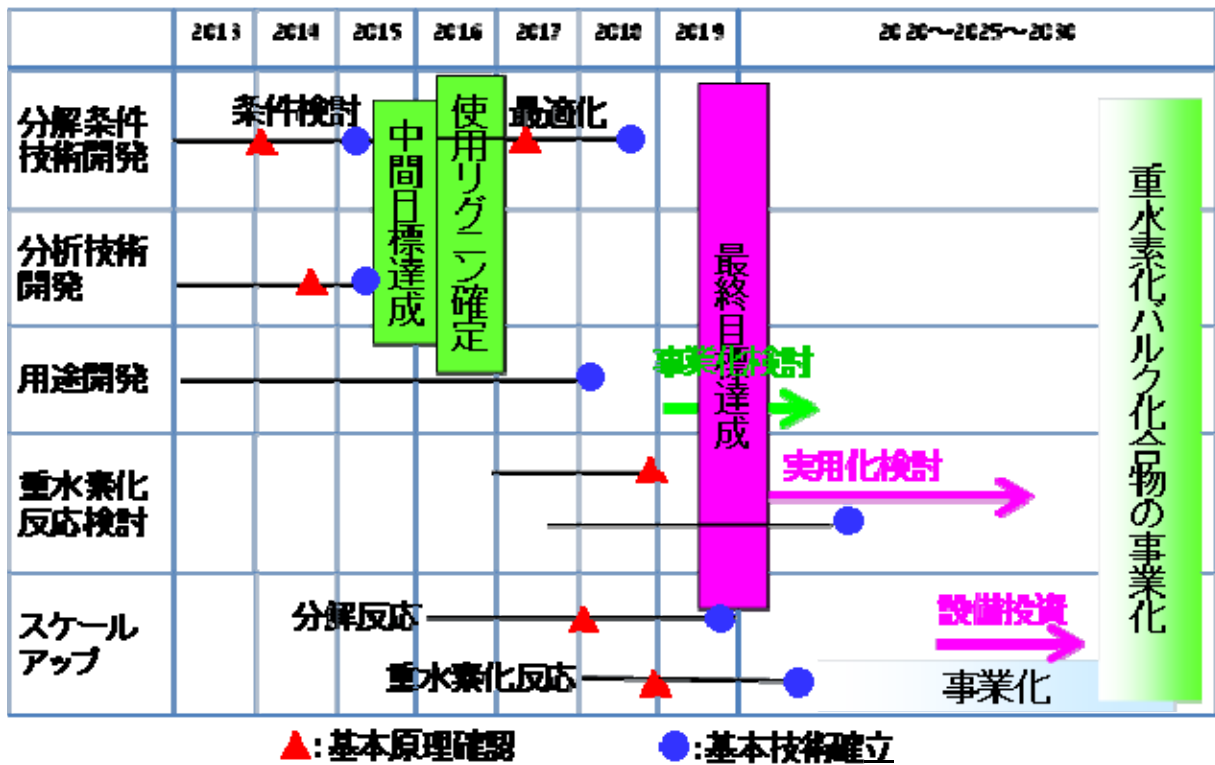 2013 2014 2015 2016 2017 2018 2019 2020～2025～2030
分解条件
技術開発
条件検討
最適化
中間目標達成
使用リグニン確定
最終目標達成
重水素化バルク化合物の事業化
分析技術
開発
用途開発
事業化検討
重水素化
反応検討
実用化検討
スケール
アップ
分解反応
設備投資
重水素化反応
事業化
▲:基本原理確認
●:基本技術確立